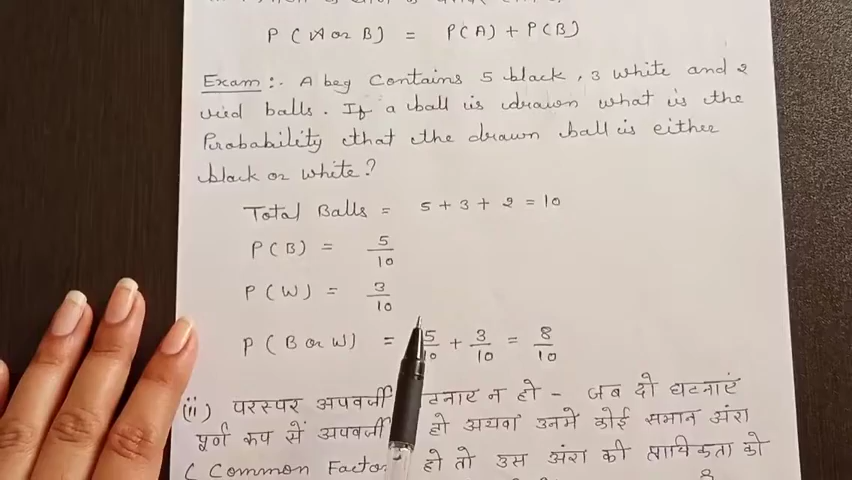 P ( A or B ) = P(A) + P(B)
Exam :- A beg Contains 5 black, 3 white and 2
ried balls. If a ball is drawn what is the
Probability that the drawn ball is either
black or white?
Total Balls = 5 + 3 + 2 = 10
P(B) = 5/10
P(W) = 3/10
P( B or W) = 5/10 + 3/10 = 8/10
(ii) परस्पर अपवर्जी न हो - जब दो घटनाएं
पूर्ण रूप से अपवर्जी हो अथवा उनमे कोई समान अंश
( Common Factor हो तो उस अंश की प्रायिकता को